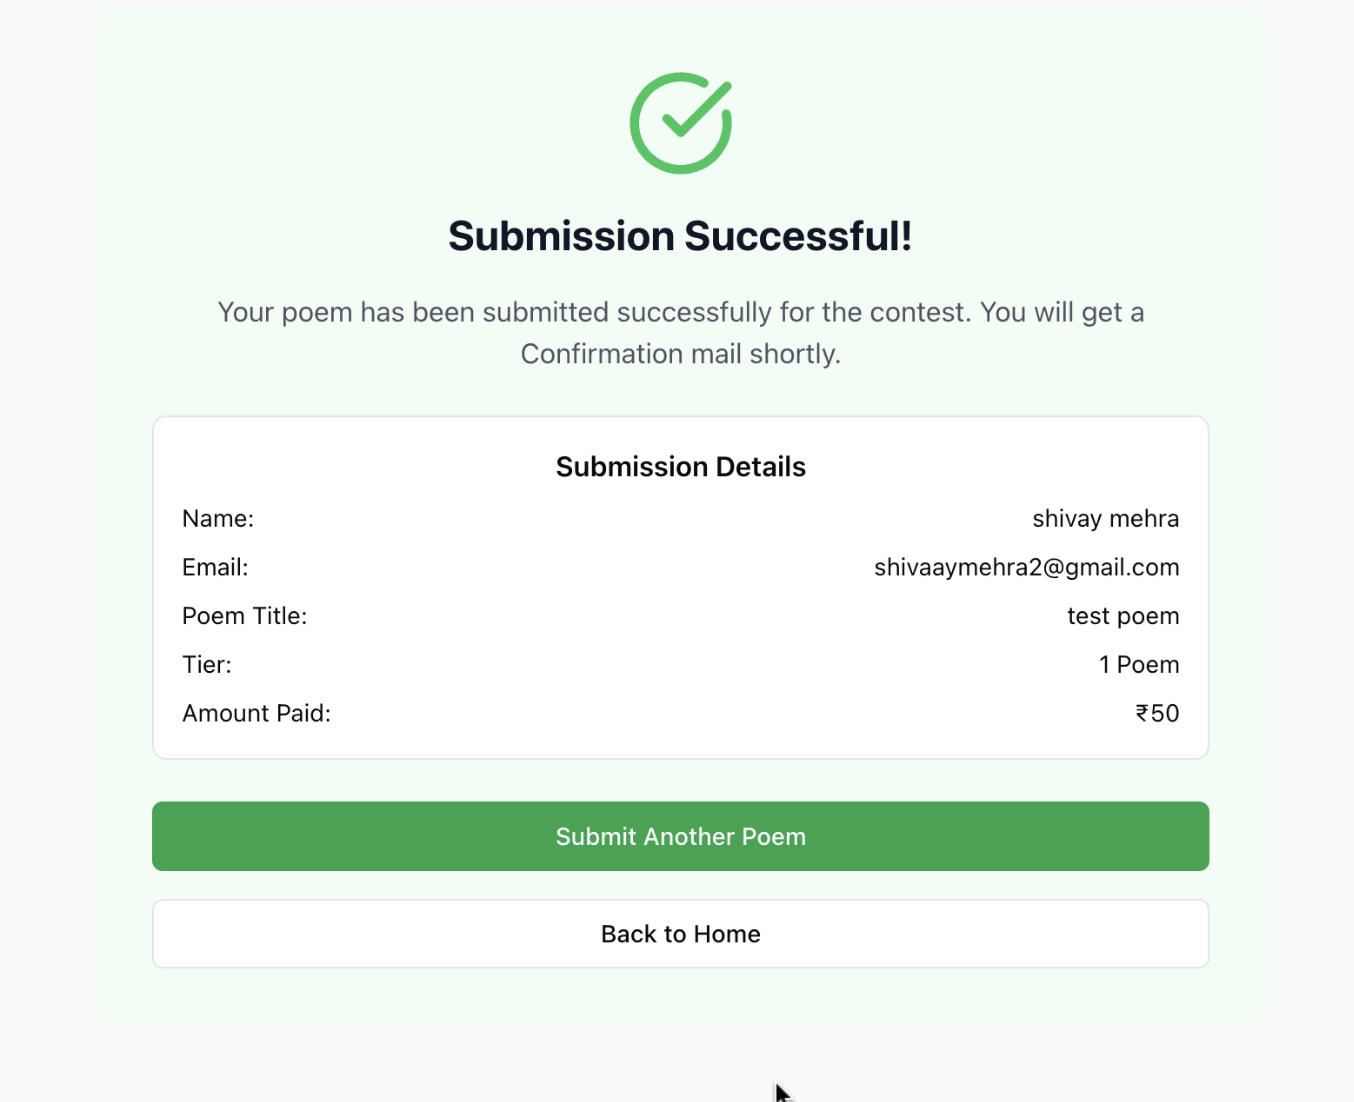 Submission Successful!
Your poem has been submitted successfully for the contest. You will get a
Confirmation mail shortly.
Submission Details
Name: shivay mehra
Email: shivaaymehra2@gmail.com
Poem Title: test poem
Tier: 1 Poem
Amount Paid: ₹50
Submit Another Poem
Back to Home